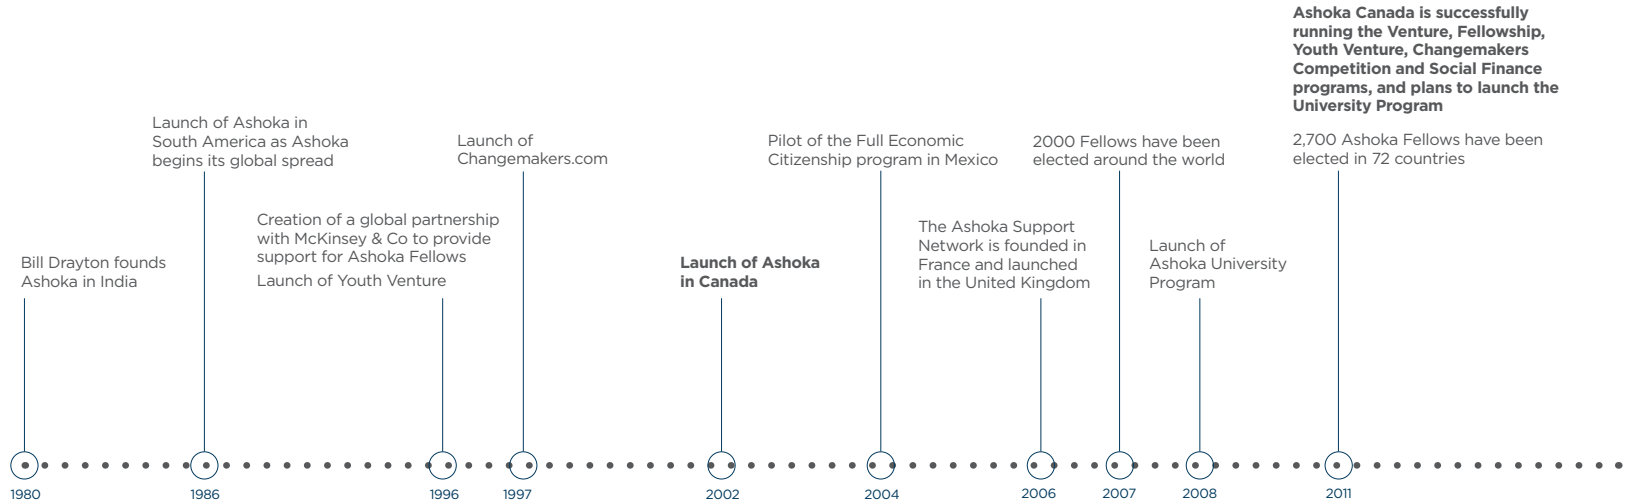 Bill Drayton founds
Ashoka in India
Launch of Ashoka in
South America as Ashoka
begins its global spread
Creation of a global partnership
with McKinsey & Co to provide
support for Ashoka Fellows
Launch of Youth Venture
Launch of
Changemakers.com
Launch of Ashoka
in Canada
Pilot of the Full Economic
Citizenship program in Mexico
The Ashoka Support
Network is founded in
France and launched
in the United Kingdom
2000 Fellows have been
elected around the world
Launch of
Ashoka University
Program
Ashoka Canada is successfully
running the Venture, Fellowship,
Youth Venture, Changemakers
Competition and Social Finance
programs, and plans to launch the
University Program
2,700 Ashoka Fellows have been
elected in 72 countries
1980
1986
1996
1997
2002
2004
2006
2007
2008
2011